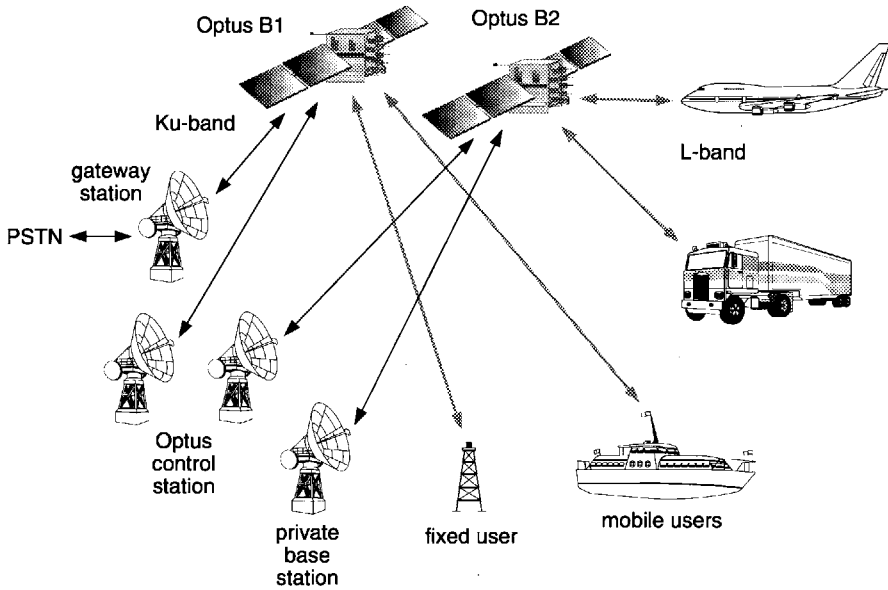 Optus B1
Optus B2
Ku-band
L-band
gateway
station
PSTN
Optus
control
station
private
base
station
fixed user
mobile users